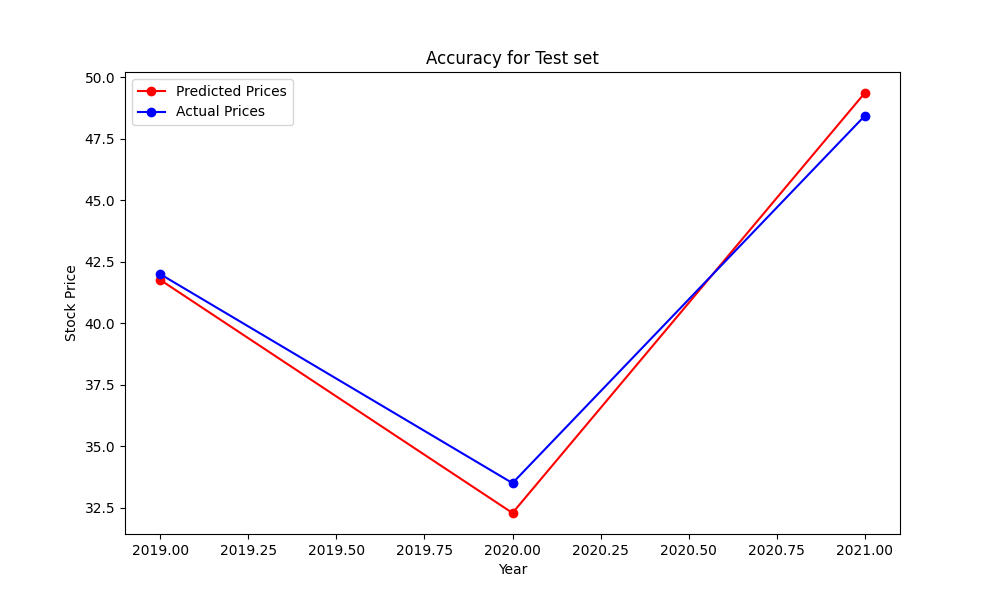 Accuracy for Test set
Predicted Prices
Actual Prices
50.0
47.5
45.0
42.5
40.0
37.5
35.0
32.5
Stock Price
2019.00 2019.25 2019.50 2019.75 2020.00 2020.25 2020.50 2020.75 2021.00
Year